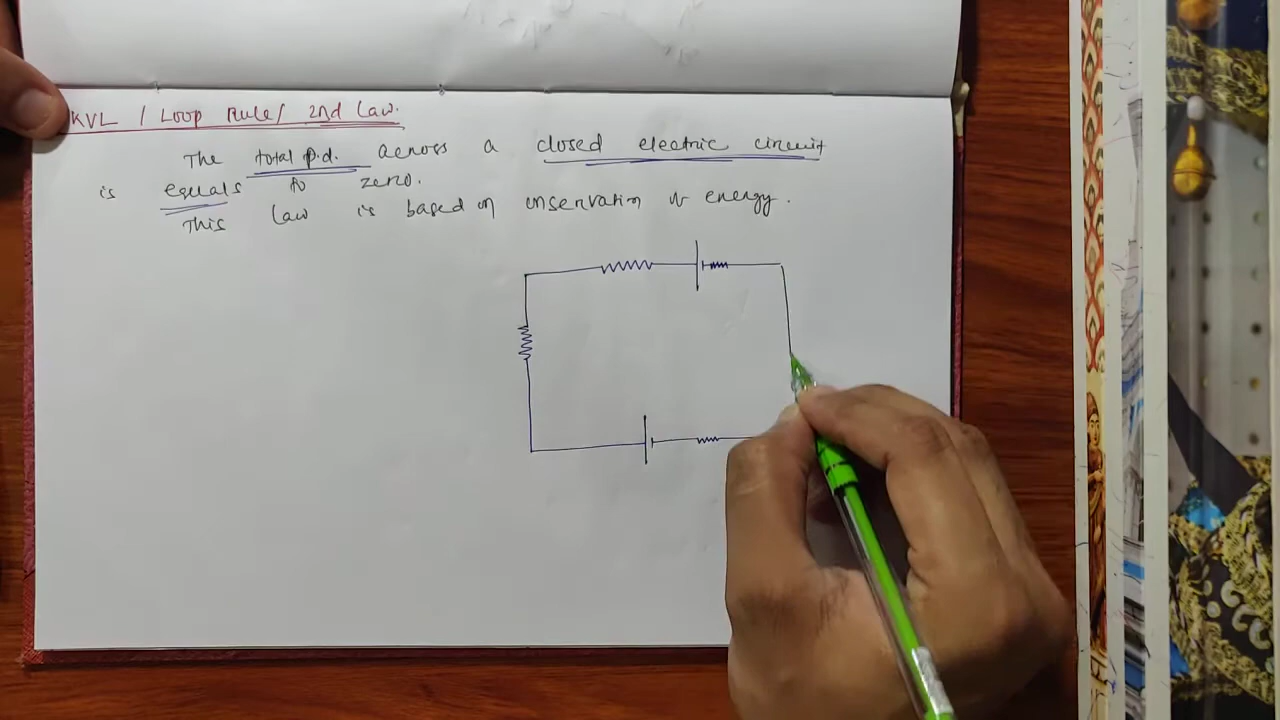 KVL / Loop Rule / 2nd Law.
The total p.d. across a closed electric circuit
is equals to zero.
This law is based on conservation of energy.